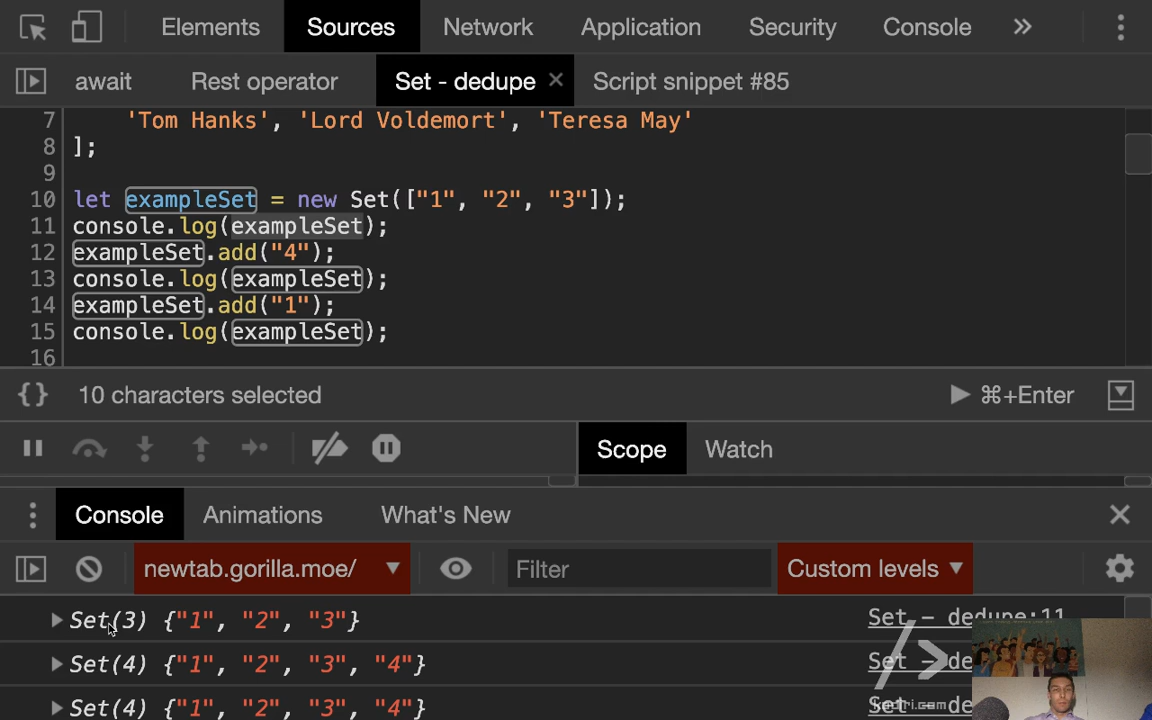 Elements Sources Network Application Security Console »
await Rest operator Set - dedupe × Script snippet #85
7 'Tom Hanks', 'Lord Voldemort', 'Teresa May'
8 ];
9
10 let exampleSet = new Set(["1", "2", "3"]);
11 console.log(exampleSet);
12 exampleSet.add("4");
13 console.log(exampleSet);
14 exampleSet.add("1");
15 console.log(exampleSet);
16
{} 10 characters selected ⌘+Enter
Scope Watch
Console Animations What's New
newtab.gorilla.moe/ Filter Custom levels
Set(3) {"1", "2", "3"} Set - dedupe:11
Set(4) {"1", "2", "3", "4"} Set - de
Set(4) {"1", "2", "3", "4"} Set - de